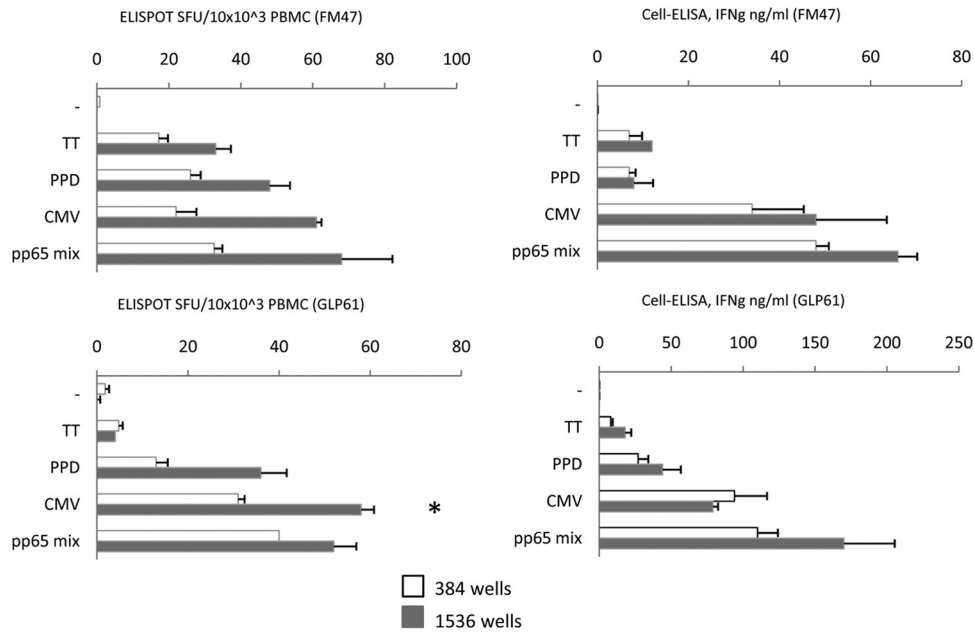 ELISPOT SFU/10x10^3 PBMC (FM47)
0 20 40 60 80 100
-
TT
PPD
CMV
pp65 mix
Cell-ELISA, IFNg ng/ml (FM47)
0 20 40 60 80
-
TT
PPD
CMV
pp65 mix
ELISPOT SFU/10x10^3 PBMC (GLP61)
0 20 40 60 80
-
TT
PPD
CMV *
pp65 mix
Cell-ELISA, IFNg ng/ml (GLP61)
0 50 100 150 200 250
-
TT
PPD
CMV
pp65 mix
384 wells
1536 wells